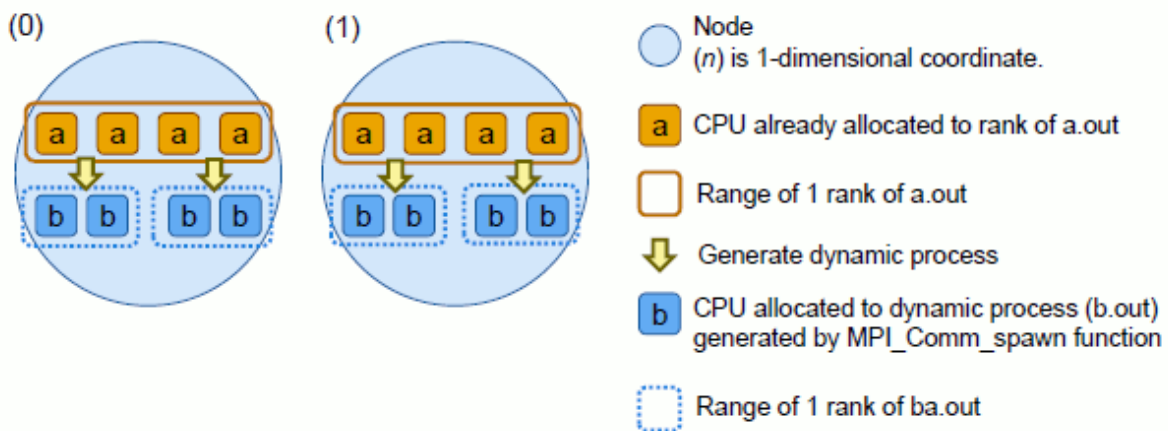 (0)
(1)
a a a a
a a a a
b b b b
b b b b
Node
(n) is 1-dimensional coordinate.
a CPU already allocated to rank of a.out
Range of 1 rank of a.out
Generate dynamic process
b CPU allocated to dynamic process (b.out)
generated by MPI_Comm_spawn function
Range of 1 rank of ba.out